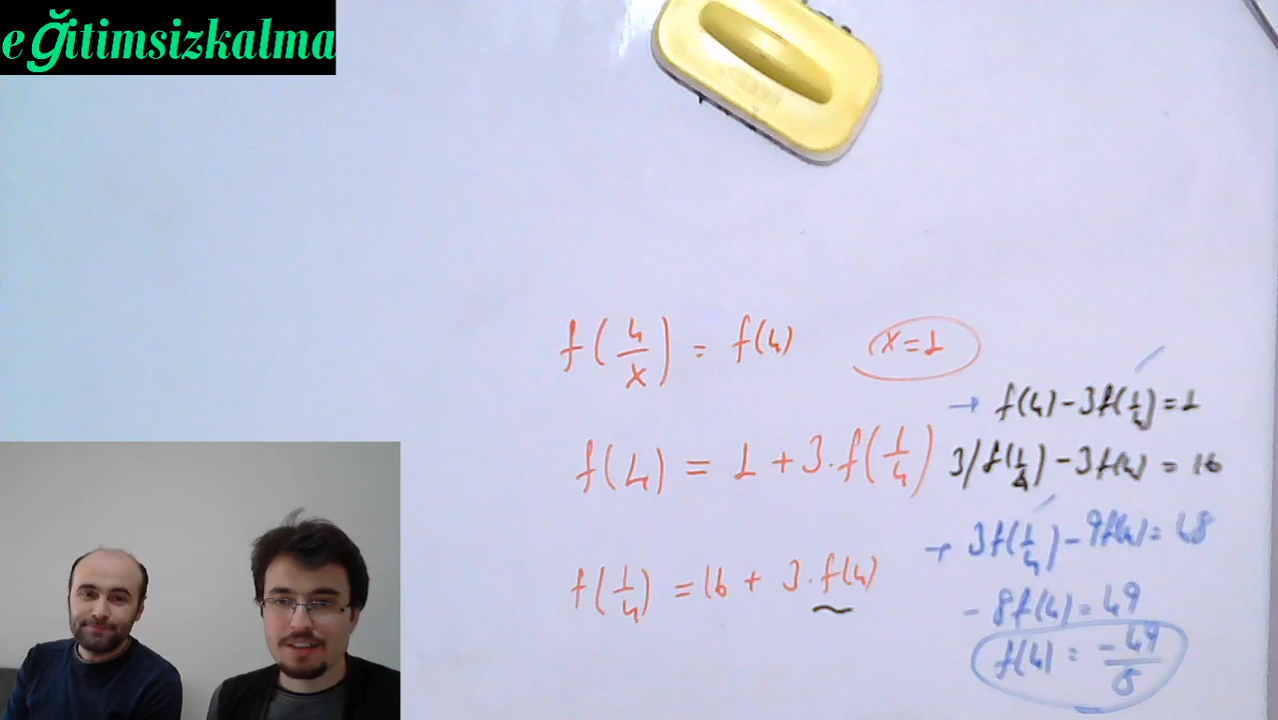 eğitimsizkalma
f(4/x) = f(4) x=1
f(4) = 1 + 3.f(1/4)
f(1/4) = 16 + 3.f(4)
→ f(4) - 3f(1/4) = 1
3/f(1/4) - 3f(4) = 16
→ 3f(1/4) - 9f(4) = 48
- 8f(4) = 49
f(4) = -49/8